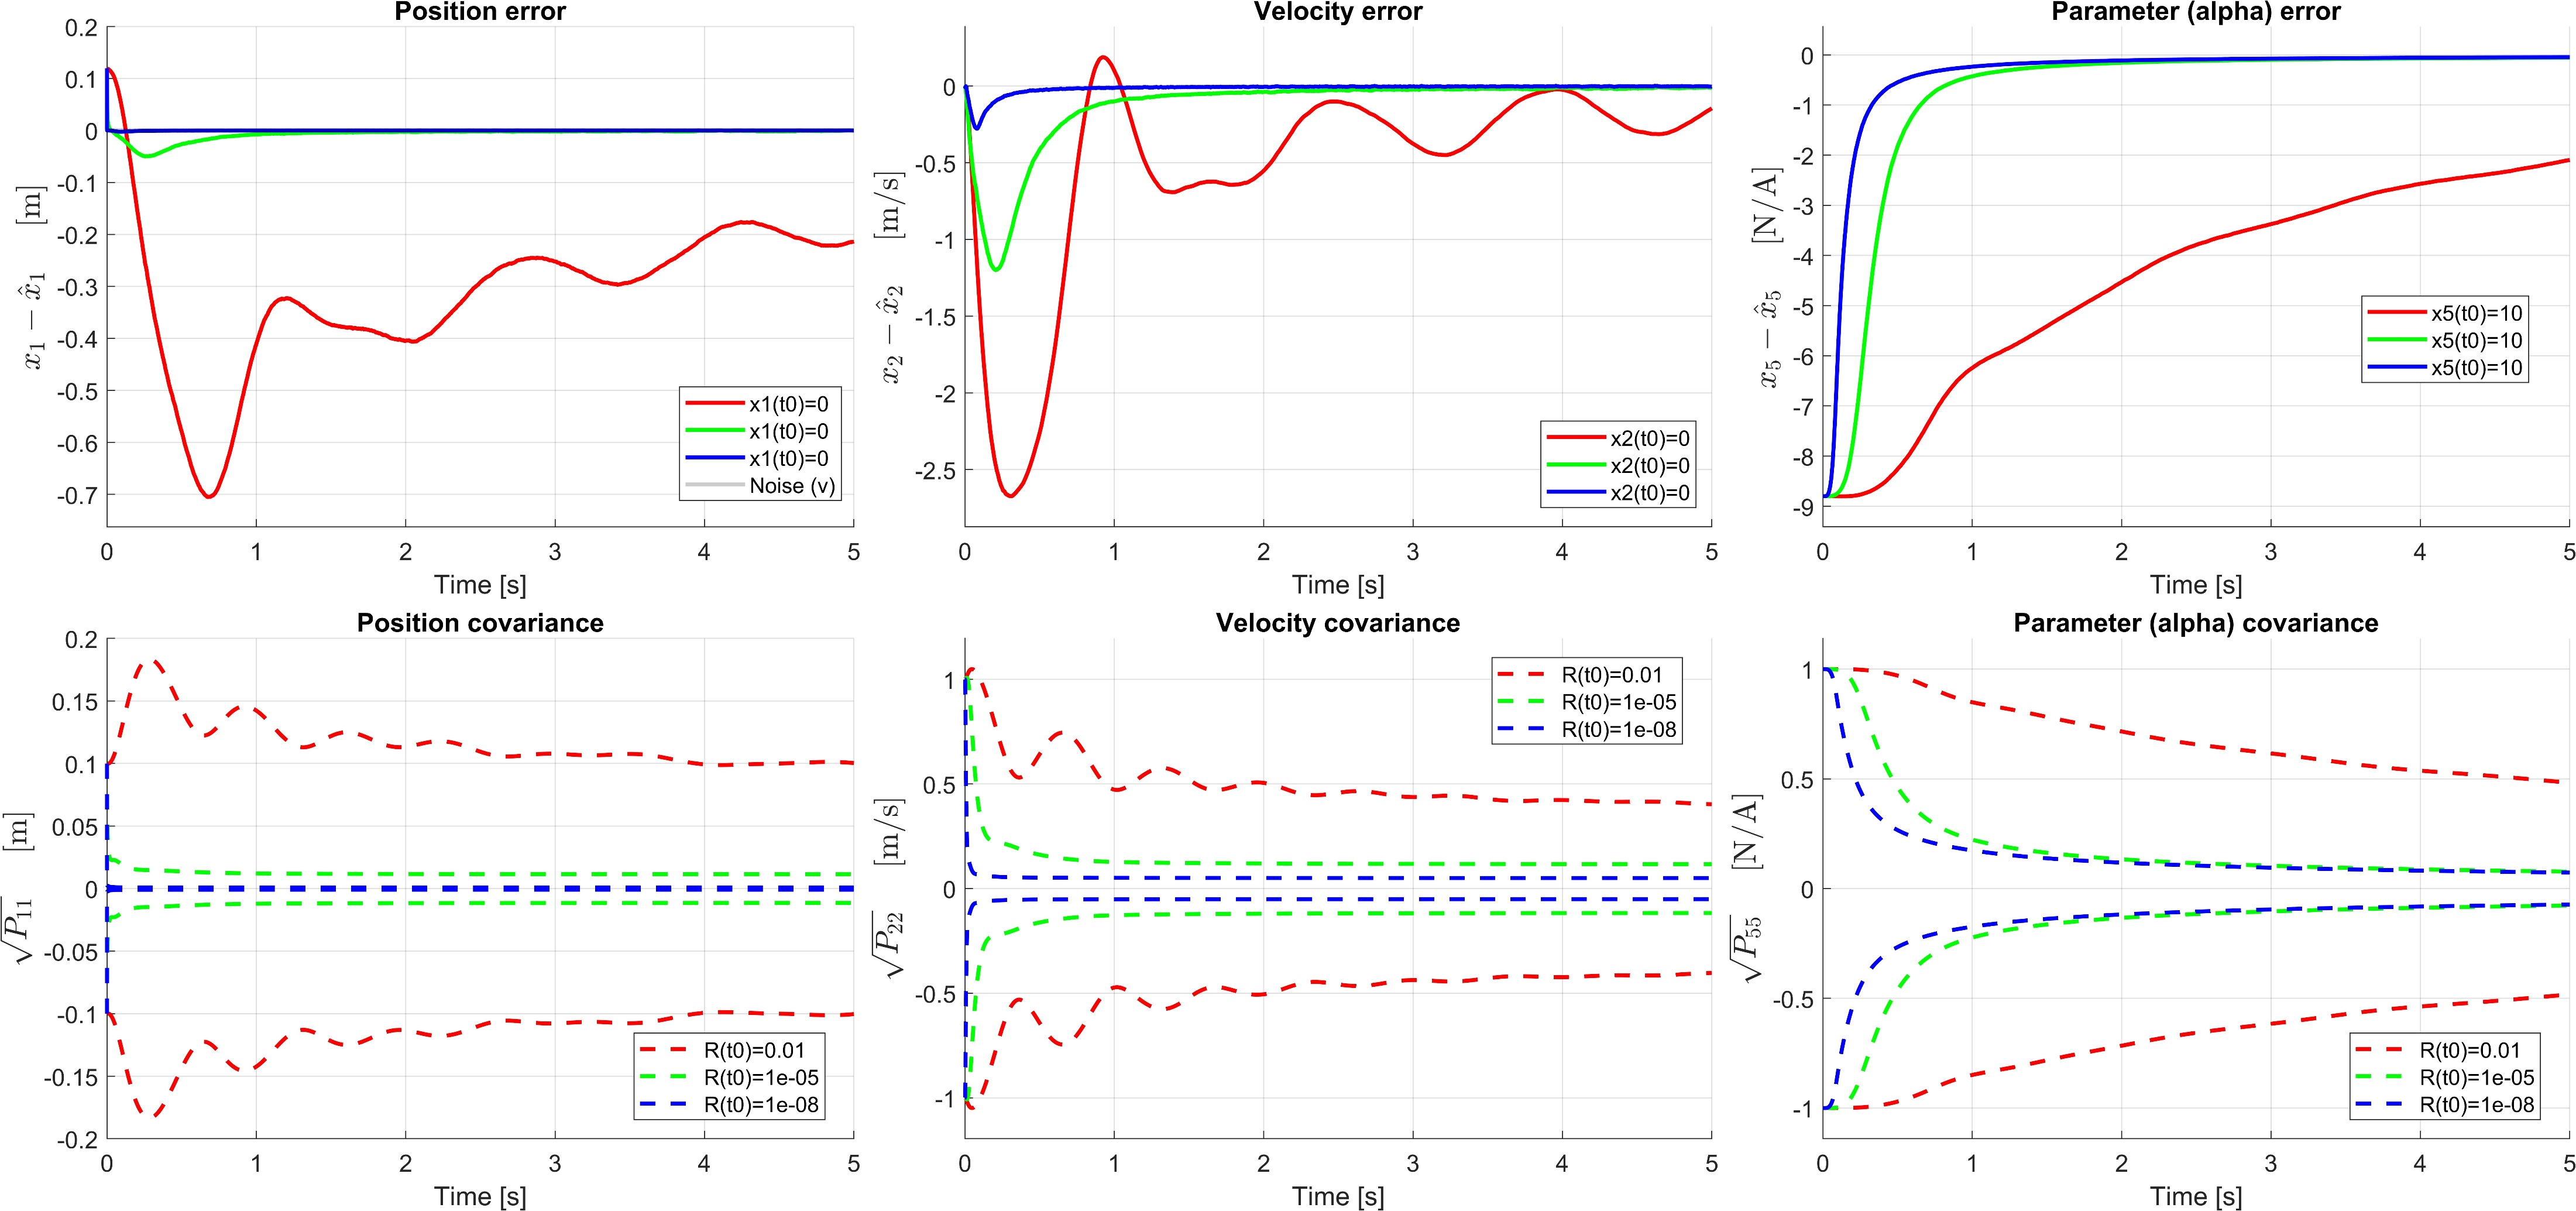 Position error
0.2
0.1
0
-0.1
-0.2
-0.3
-0.4
-0.5
-0.6
-0.7
x₁ − x̂₁ [m]
0 1 2 3 4 5
Time [s]
x1(t0)=0
x1(t0)=0
x1(t0)=0
Noise (v)
Velocity error
0
-0.5
-1
-1.5
-2
-2.5
x₂ − x̂₂ [m/s]
0 1 2 3 4 5
Time [s]
x2(t0)=0
x2(t0)=0
x2(t0)=0
Parameter (alpha) error
0
-1
-2
-3
-4
-5
-6
-7
-8
-9
x₅ − x̂₅ [N/A]
0 1 2 3 4 5
Time [s]
x5(t0)=10
x5(t0)=10
x5(t0)=10
Position covariance
0.2
0.15
0.1
0.05
0
-0.05
-0.1
-0.15
-0.2
√P₁₁ [m]
0 1 2 3 4 5
Time [s]
R(t0)=0.01
R(t0)=1e-05
R(t0)=1e-08
Velocity covariance
1
0.5
0
-0.5
-1
√P₂₂ [m/s]
0 1 2 3 4 5
Time [s]
R(t0)=0.01
R(t0)=1e-05
R(t0)=1e-08
Parameter (alpha) covariance
1
0.5
0
-0.5
-1
√P₅₅ [N/A]
0 1 2 3 4 5
Time [s]
R(t0)=0.01
R(t0)=1e-05
R(t0)=1e-08